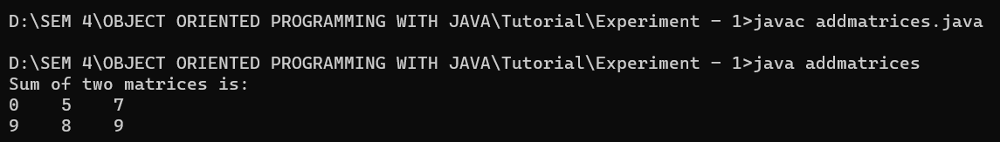 D:\SEM 4\OBJECT ORIENTED PROGRAMMING WITH JAVA\Tutorial\Experiment - 1>javac addmatrices.java
D:\SEM 4\OBJECT ORIENTED PROGRAMMING WITH JAVA\Tutorial\Experiment - 1>java addmatrices
Sum of two matrices is:
0    5    7
9    8    9